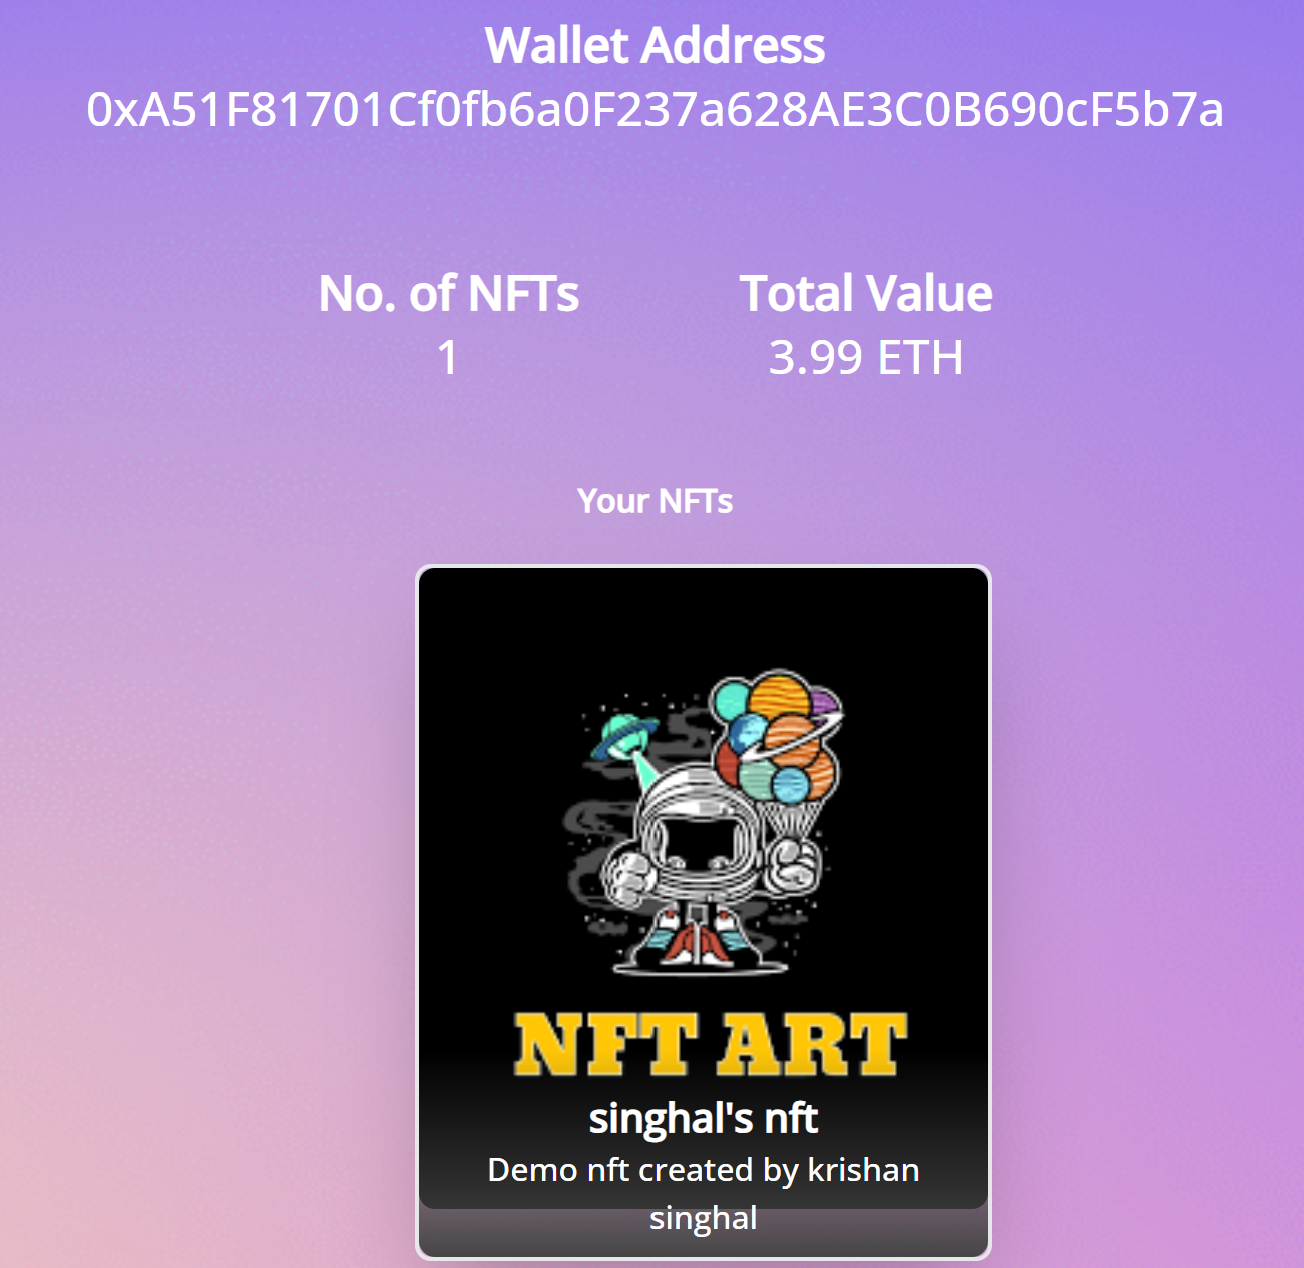 Wallet Address
0xA51F81701Cf0fb6a0F237a628AE3C0B690cF5b7a
No. of NFTs
1
Total Value
3.99 ETH
Your NFTs
NFT ART
singhal's nft
Demo nft created by krishan
singhal